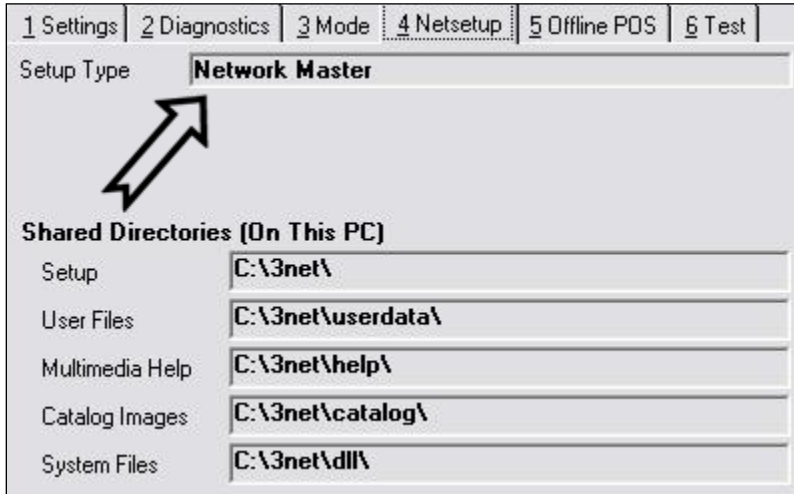 1 Settings 2 Diagnostics 3 Mode 4 Netsetup 5 Offline POS 6 Test
Setup Type Network Master
Shared Directories (On This PC)
Setup C:\3net\
User Files C:\3net\userdata\
Multimedia Help C:\3net\help\
Catalog Images C:\3net\catalog\
System Files C:\3net\dll\